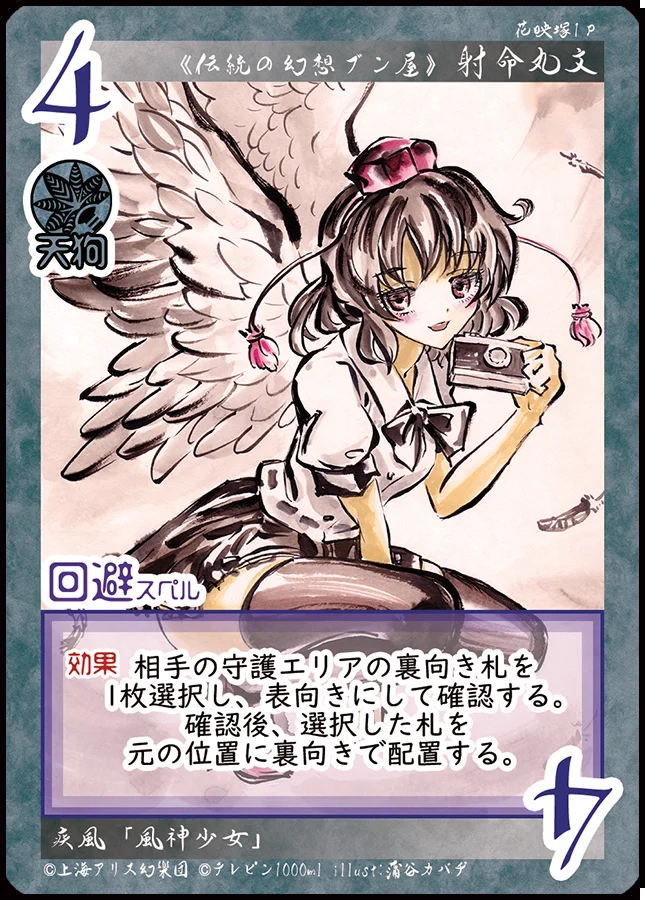 花映塚1P
4
《伝統の幻想ブン屋》 射命丸文
天狗
回避スペル
効果 相手の守護エリアの裏向き札を
1枚選択し、表向きにして確認する。
確認後、選択した札を
元の位置に裏向きで配置する。
4
疾風「風神少女」
©上海アリス幻樂団 ©テレピン1000ml illust:蒲谷カバヂ